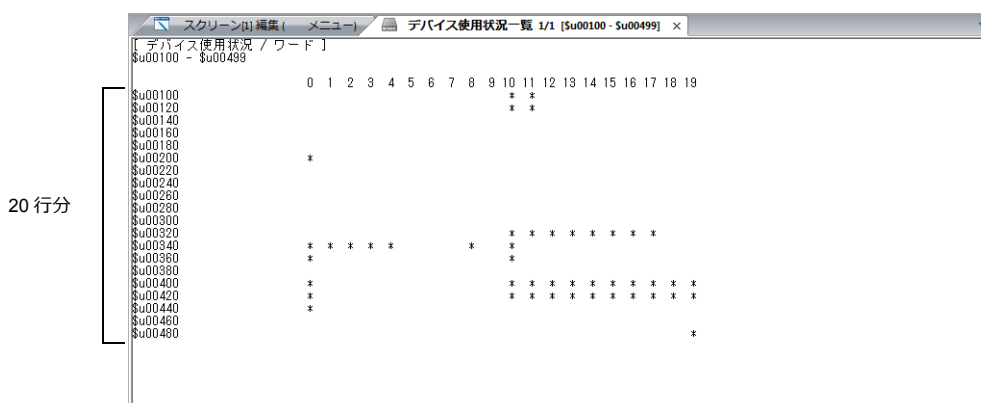 スクリーン[1] 編集 ( メニュー) デバイス使用状況一覧 1/1 [$u00100 - $u00499] ×
[ デバイス使用状況 / ワード ]
$u00100 - $u00499
0 1 2 3 4 5 6 7 8 9 10 11 12 13 14 15 16 17 18 19
$u00100 * *
$u00120 * *
$u00140
$u00160
$u00180
$u00200 *
$u00220
$u00240
$u00260
20 行分
$u00280
$u00300
$u00320 * * * * * * * *
$u00340 * * * * * * *
$u00360 * *
$u00380
$u00400 * * * * * * * * * * *
$u00420 * * * * * * * * * * *
$u00440 *
$u00460
$u00480 *